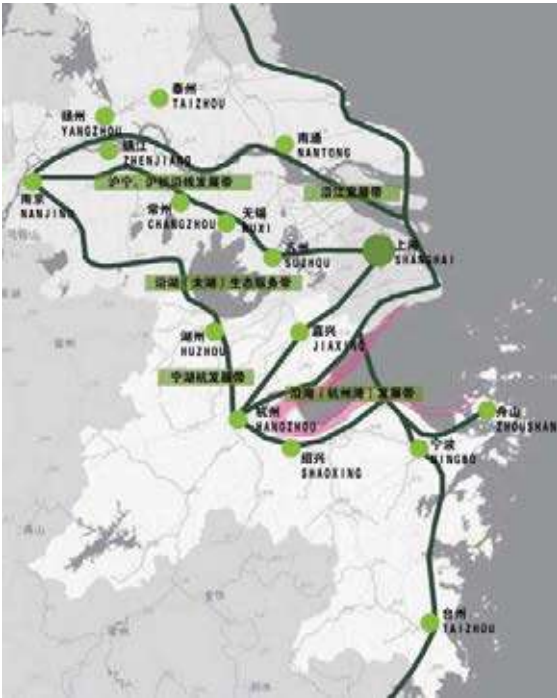 泰州
TAIZHOU
扬州
YANGZHOU
镇江
ZHENJIANG
南通
NANTONG
沪宁、沪杭沿线发展带
沿江发展带
南京
NANJING
常州
CHANGZHOU
无锡
WUXI
苏州
SUZHOU
上海
SHANGHAI
沿湖（太湖）生态服务带
湖州
HUZHOU
嘉兴
JIAXING
宁湖杭发展带
沿海（杭州湾）发展带
杭州
HANGZHOU
舟山
ZHOUSHAN
宁波
NINGBO
绍兴
SHAOXING
台州
TAIZHOU